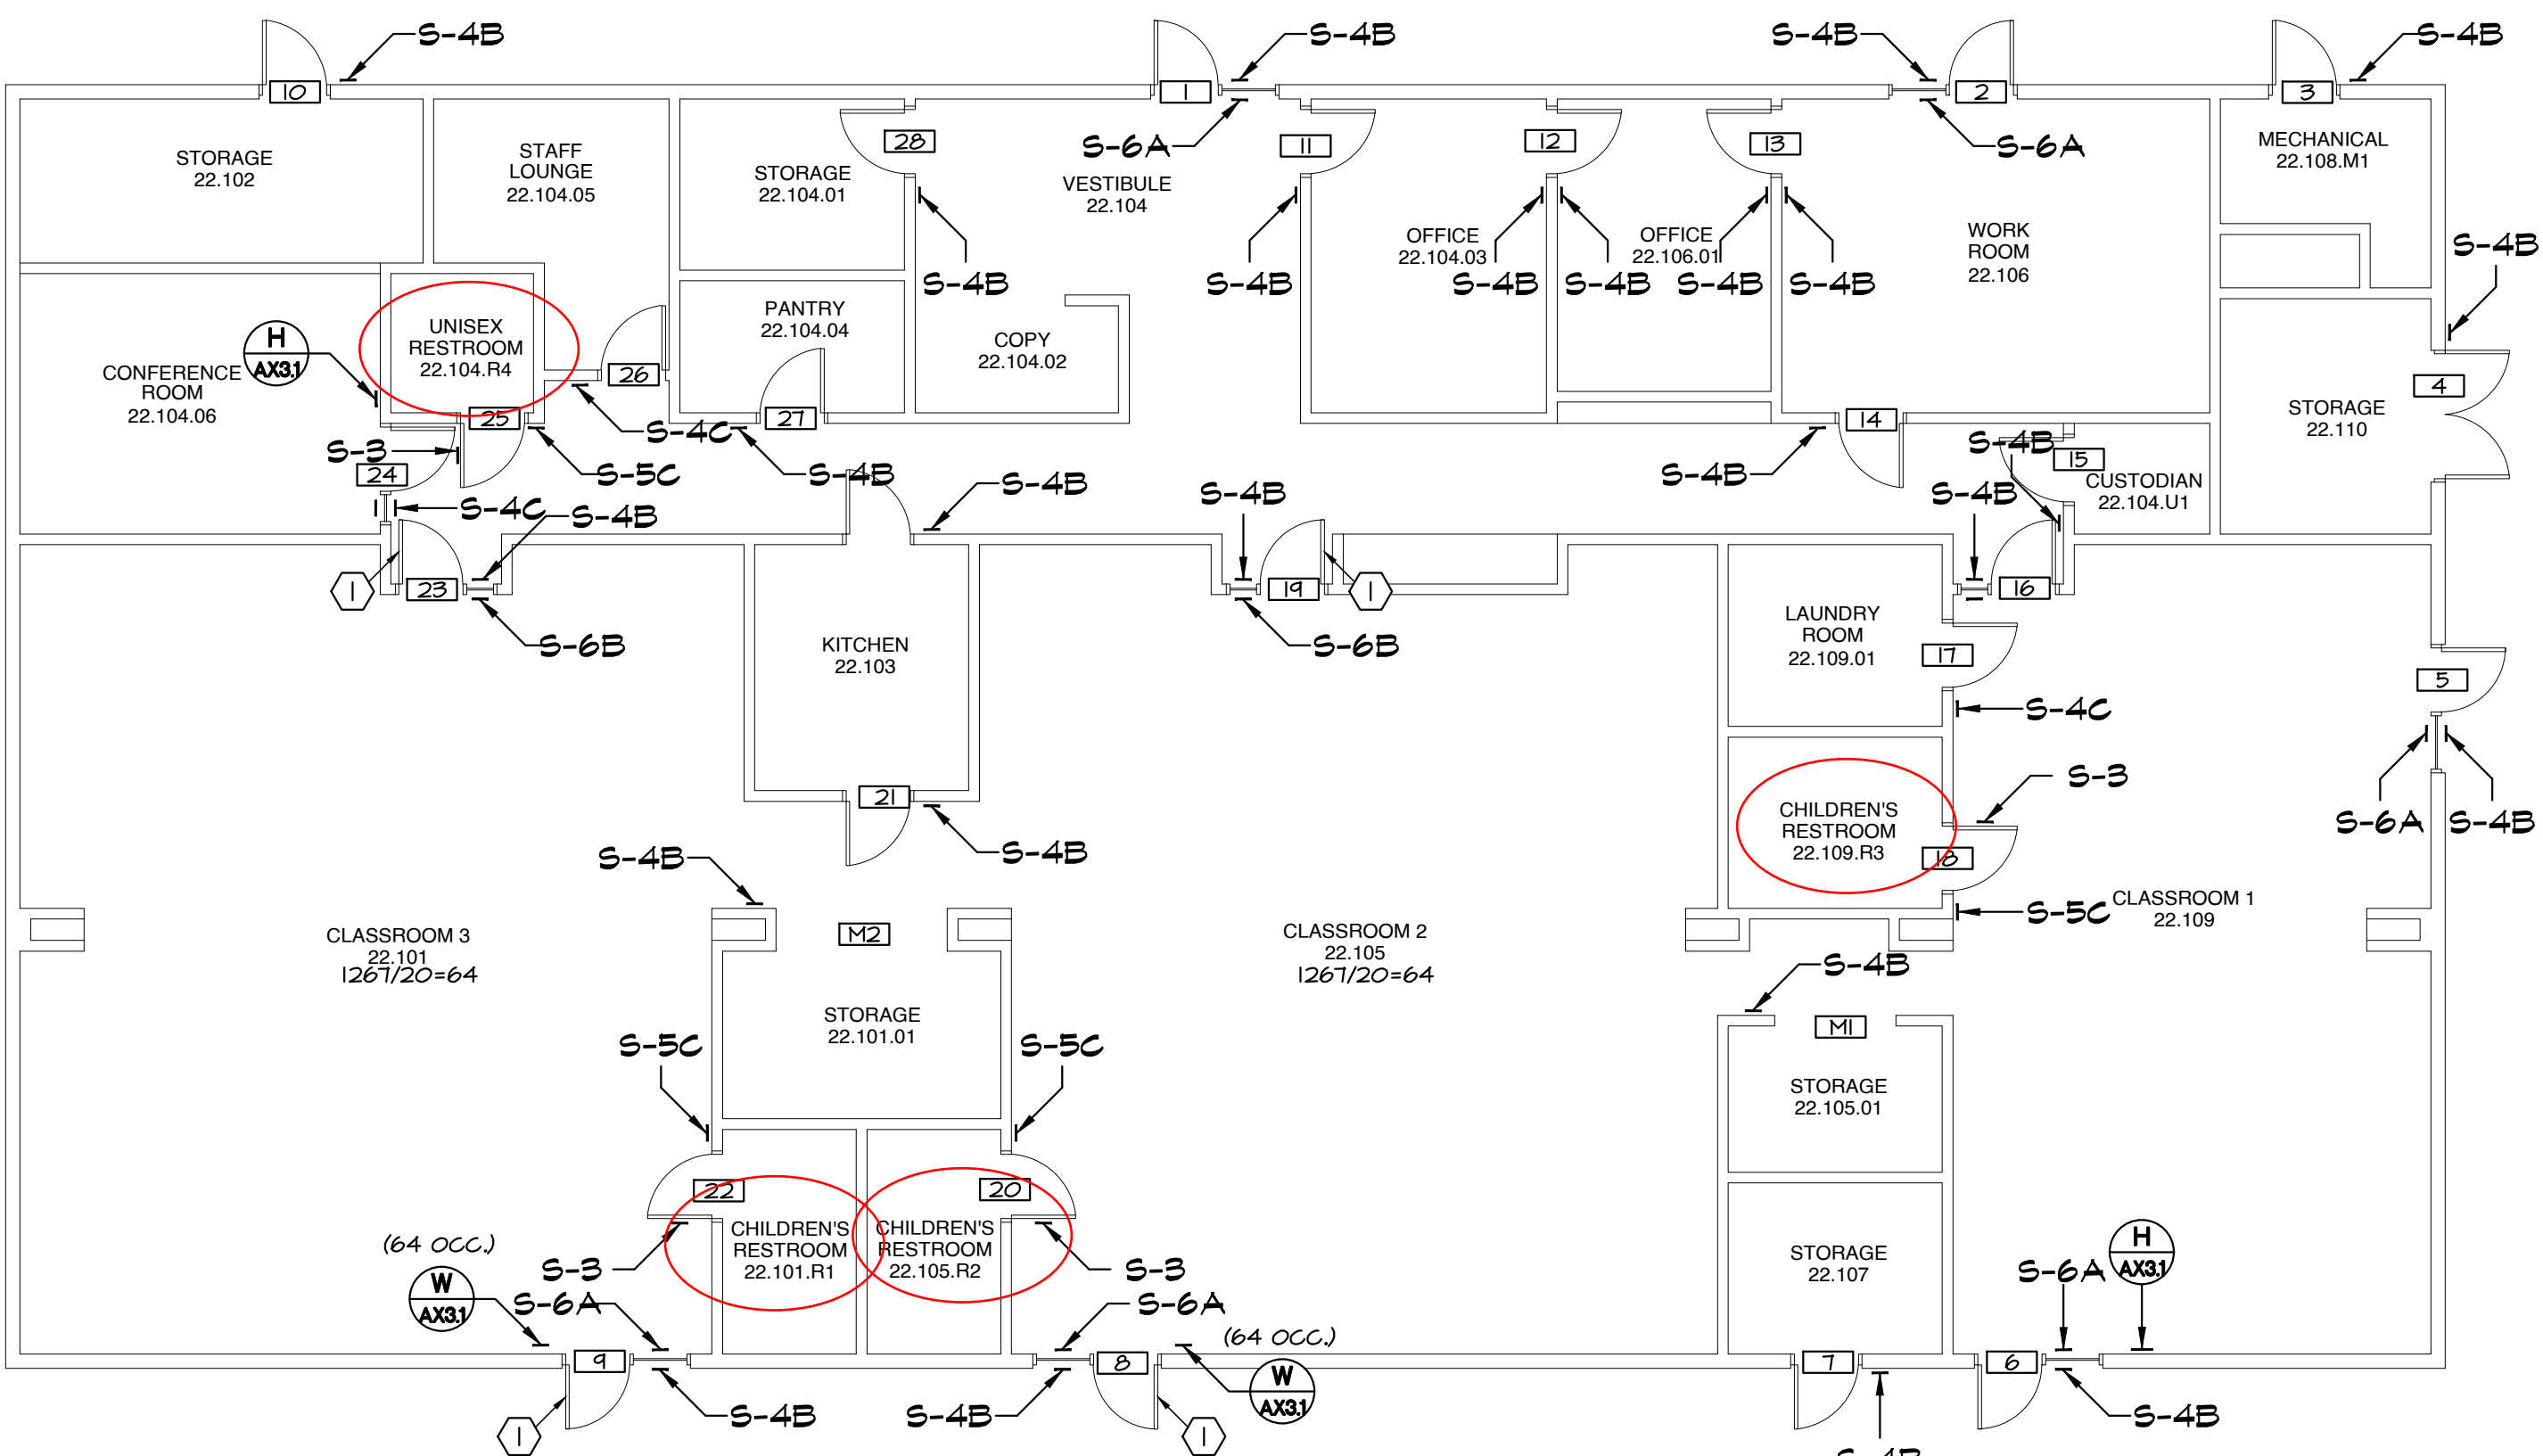 S-4B
S-4B
S-4B
S-4B
10
1
2
3
STORAGE
22.102
STAFF
LOUNGE
22.104.05
STORAGE
22.104.01
28
S-6A
VESTIBULE
22.104
11
12
13
S-6A
MECHANICAL
22.108.M1
OFFICE
22.104.03
OFFICE
22.106.01
WORK
ROOM
22.106
S-4B
S-4B
S-4B
S-4B
S-4B
S-4B
S-4B
UNISEX
RESTROOM
22.104.R4
H
AX3.1
CONFERENCE
ROOM
22.104.06
26
PANTRY
22.104.04
COPY
22.104.02
4
STORAGE
22.110
25
27
14
S-4C
S-3
24
S-5C
S-4B
S-4B
S-4B
S-4B
S-4B
15
CUSTODIAN
22.104.U1
S-4C
S-4B
S-4B
1
23
19
1
16
S-6B
S-6B
KITCHEN
22.103
LAUNDRY
ROOM
22.109.01
17
S-4C
5
21
S-3
S-6A
S-4B
S-4B
S-4B
CHILDREN'S
RESTROOM
22.109.R3
18
S-5C
CLASSROOM 1
22.109
CLASSROOM 3
22.101
1267/20=64
M2
CLASSROOM 2
22.105
1267/20=64
S-4B
STORAGE
22.101.01
M1
S-5C
S-5C
STORAGE
22.105.01
22
20
CHILDREN'S
RESTROOM
22.101.R1
CHILDREN'S
RESTROOM
22.105.R2
STORAGE
22.107
(64 OCC.)
S-3
S-3
W
AX3.1
S-6A
S-6A
(64 OCC.)
S-6A
H
AX3.1
9
8
7
6
W
AX3.1
1
S-4B
S-4B
1
S-4B
S-4B